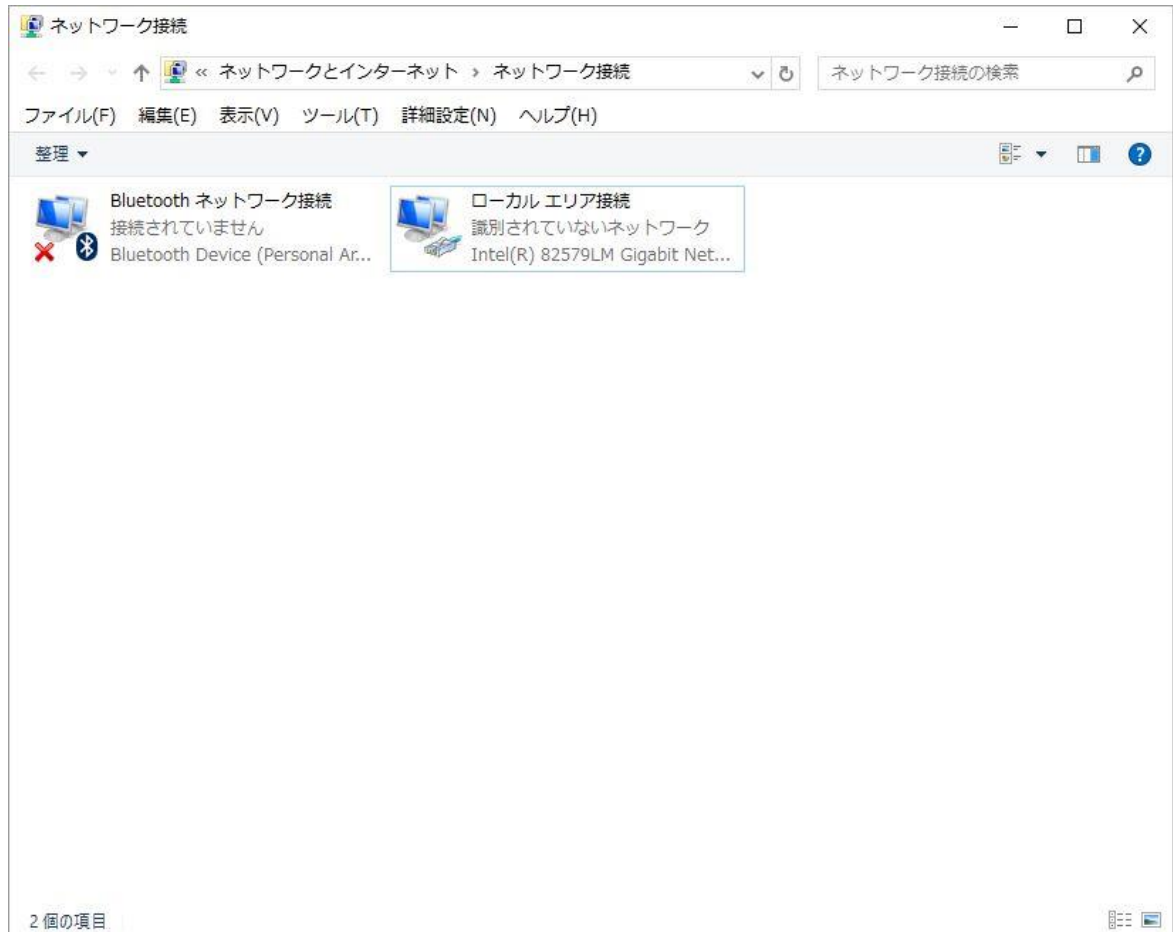 ネットワーク接続
« ネットワークとインターネット › ネットワーク接続 ネットワーク接続の検索
ファイル(F) 編集(E) 表示(V) ツール(T) 詳細設定(N) ヘルプ(H)
整理
Bluetooth ネットワーク接続
接続されていません
Bluetooth Device (Personal Ar...
ローカル エリア接続
識別されていないネットワーク
Intel(R) 82579LM Gigabit Net...
2 個の項目